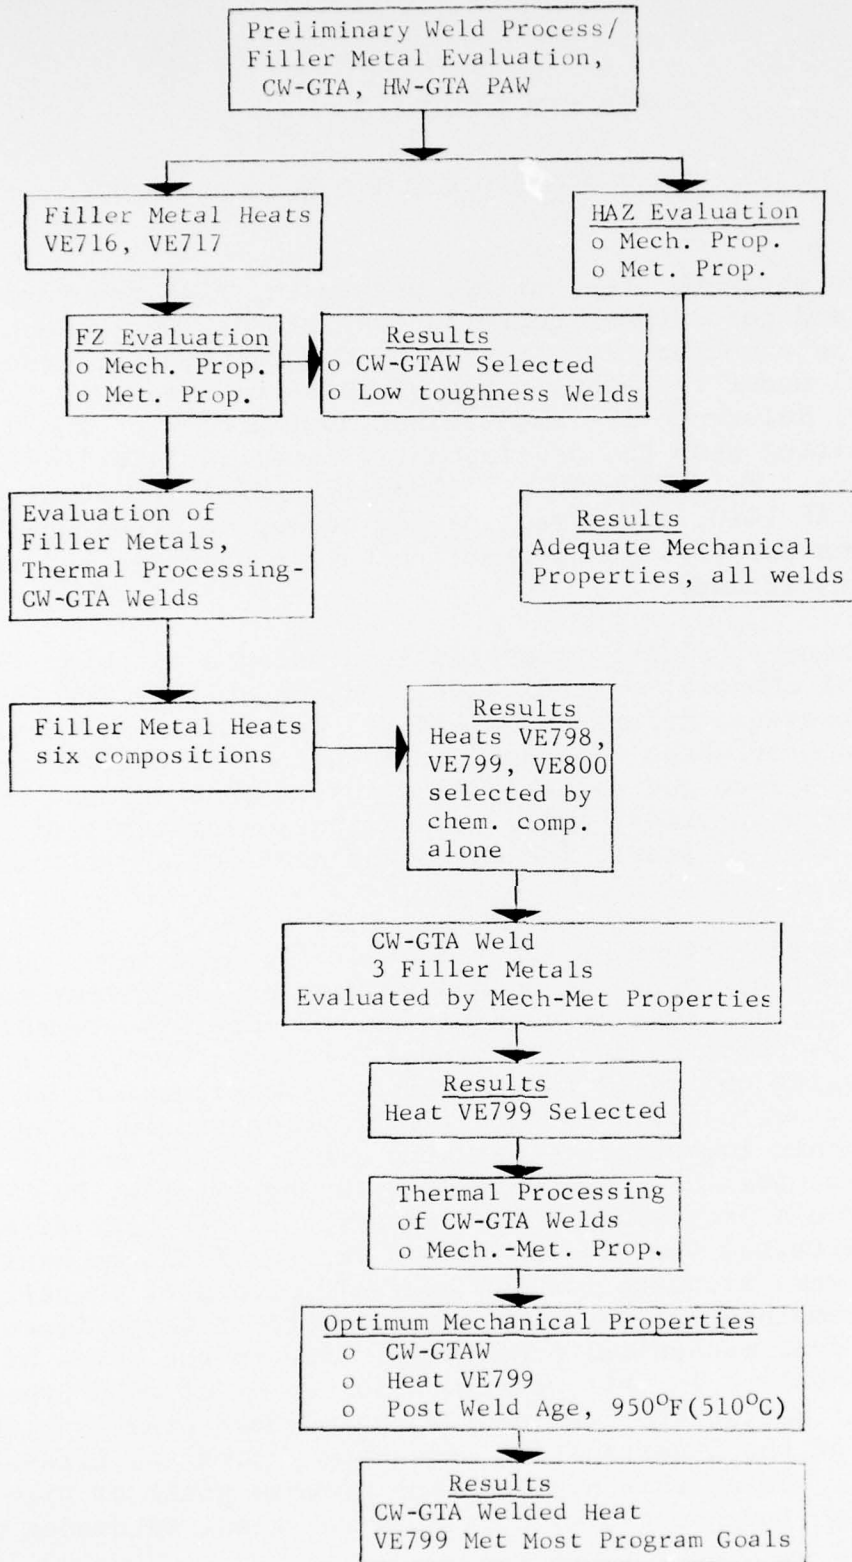 Preliminary Weld Process/
Filler Metal Evaluation,
CW-GTA, HW-GTA PAW
Filler Metal Heats
VE716, VE717
HAZ Evaluation
o Mech. Prop.
o Met. Prop.
FZ Evaluation
o Mech. Prop.
o Met. Prop.
Results
o CW-GTAW Selected
o Low toughness Welds
Evaluation of
Filler Metals,
Thermal Processing-
CW-GTA Welds
Results
Adequate Mechanical
Properties, all welds
Filler Metal Heats
six compositions
Results
Heats VE798,
VE799, VE800
selected by
chem. comp.
alone
CW-GTA Weld
3 Filler Metals
Evaluated by Mech-Met Properties
Results
Heat VE799 Selected
Thermal Processing
of CW-GTA Welds
o Mech.-Met. Prop.
Optimum Mechanical Properties
o CW-GTAW
o Heat VE799
o Post Weld Age, 950°F(510°C)
Results
CW-GTA Welded Heat
VE799 Met Most Program Goals